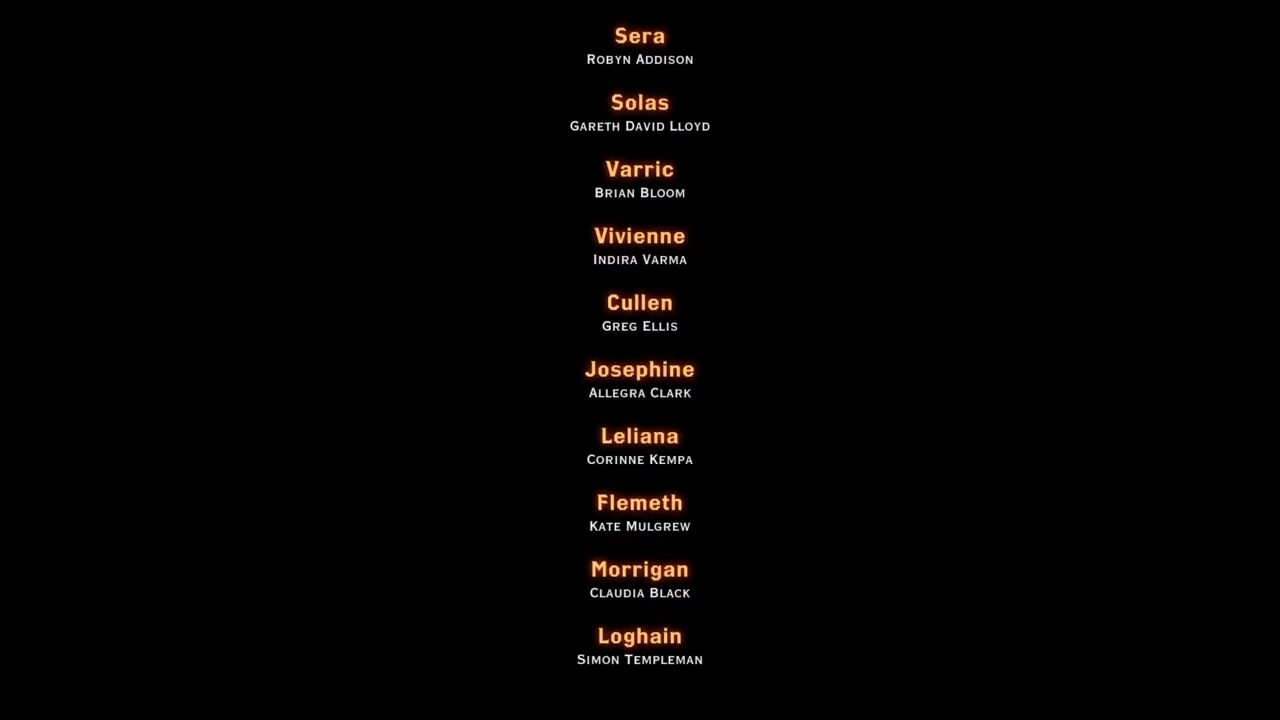 Sera
Robyn Addison
Solas
Gareth David Lloyd
Varric
Brian Bloom
Vivienne
Indira Varma
Cullen
Greg Ellis
Josephine
Allegra Clark
Leliana
Corinne Kempa
Flemeth
Kate Mulgrew
Morrigan
Claudia Black
Loghain
Simon Templeman